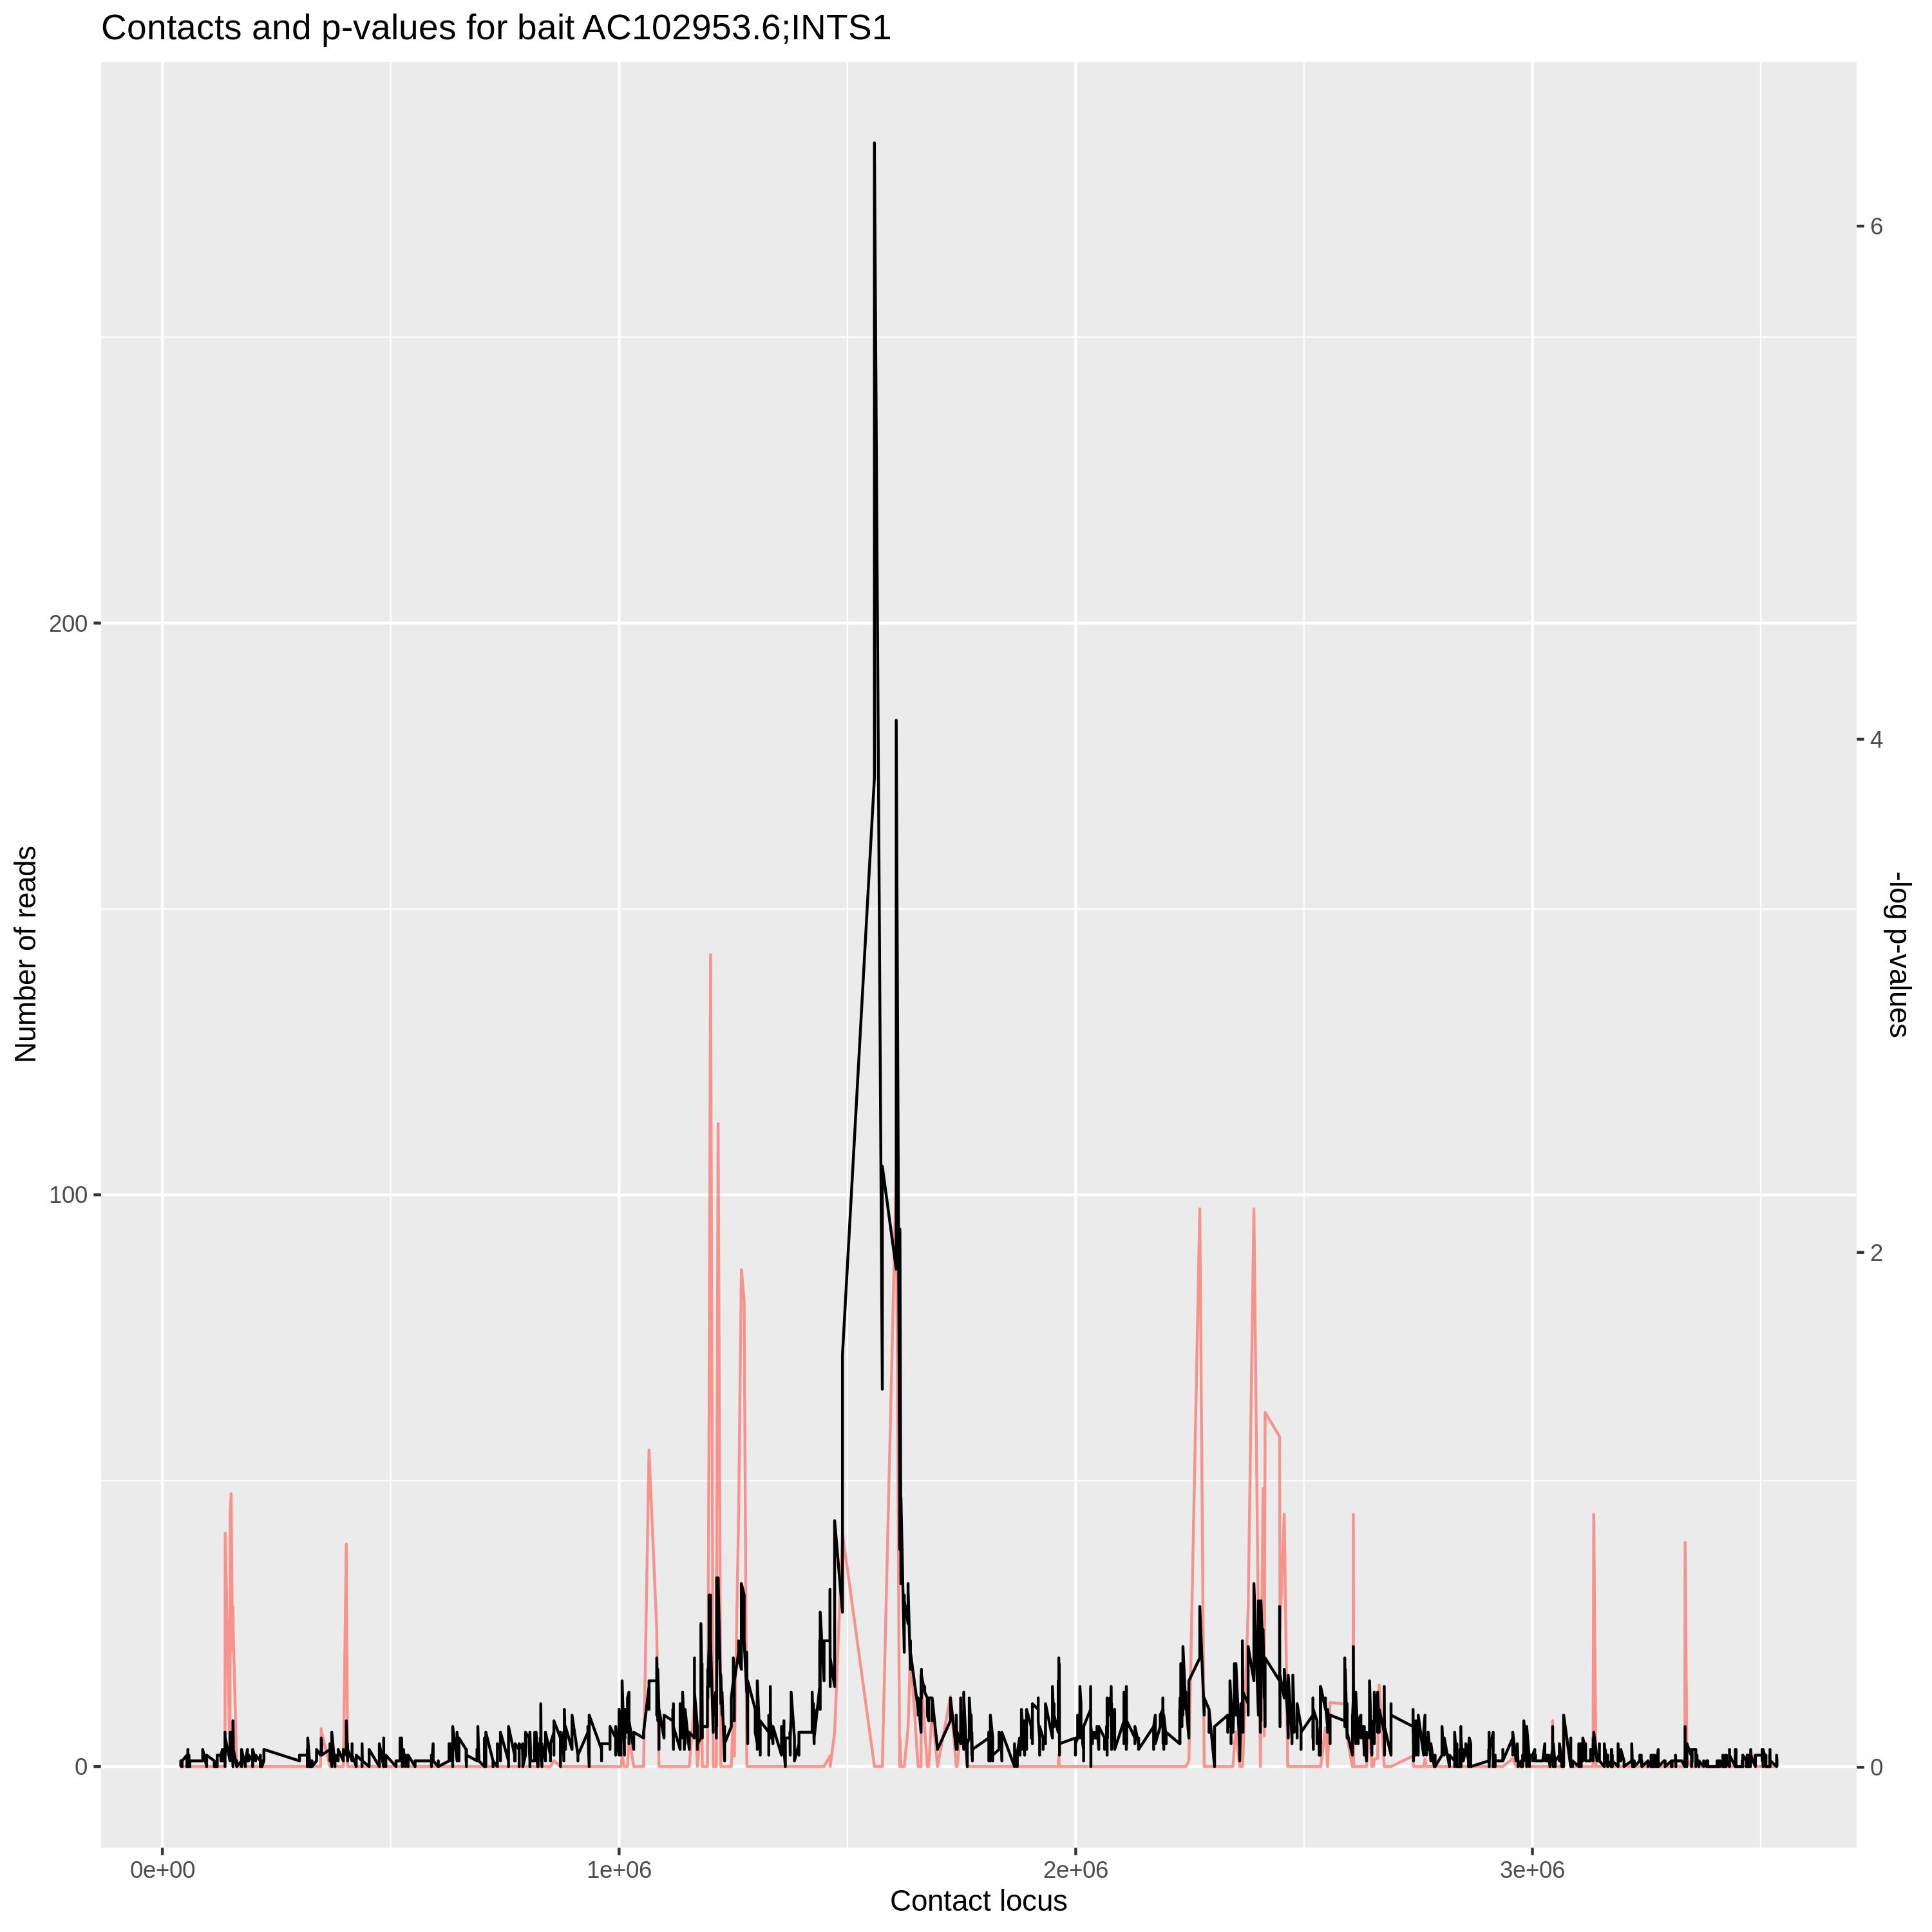 Contacts and p-values for bait AC102953.6;INTS1
Number of reads
200
100
0
6
4
2
0
-log p-values
0e+00
1e+06
2e+06
3e+06
Contact locus